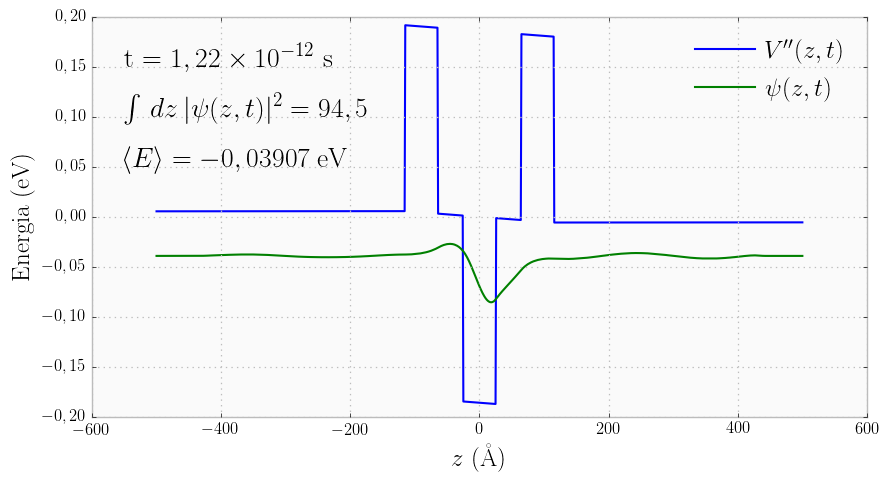 0,20
0,15
0,10
0,05
0,00
−0,05
−0,10
−0,15
−0,20
Energia (eV)
t = 1,22 × 10⁻¹² s
∫ dz |ψ(z, t)|² = 94,5
⟨E⟩ = −0,03907 eV
V′′(z, t)
ψ(z, t)
−600 −400 −200 0 200 400 600
z (Å)